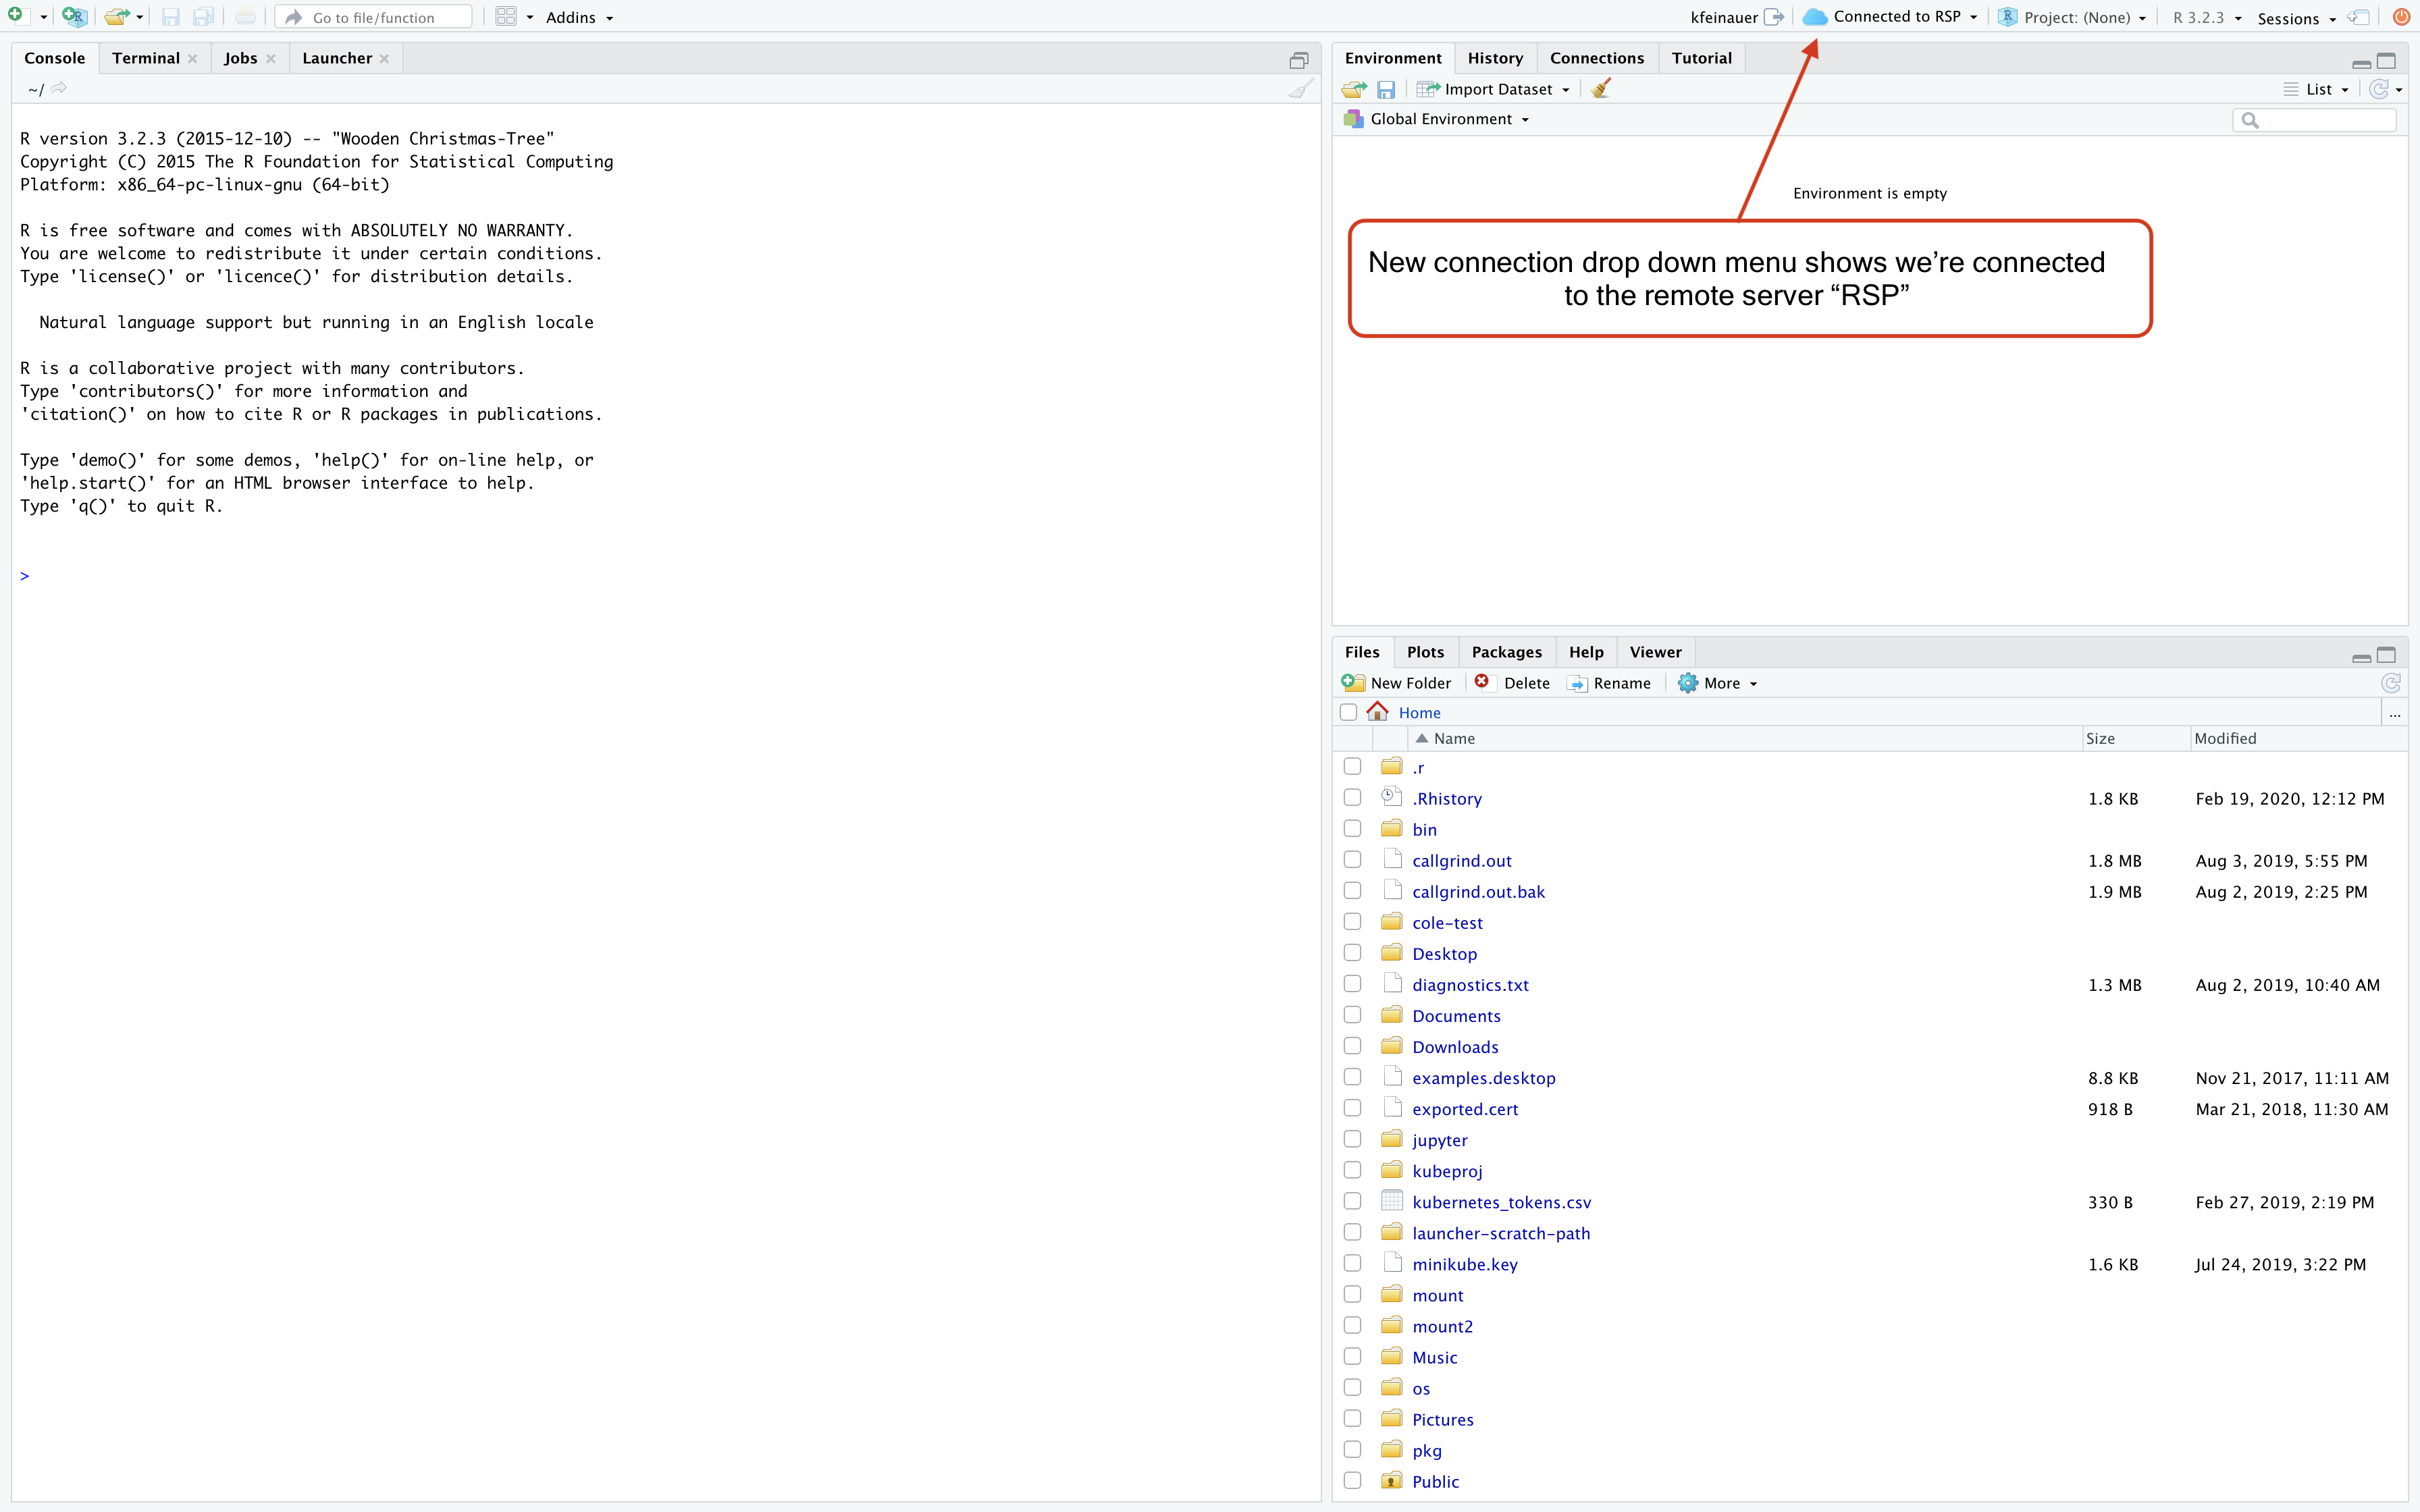 Go to file/function
Addins
kfeinauer
Connected to RSP
Project: (None)
R 3.2.3
Sessions
Console
Terminal
Jobs
Launcher
~/
R version 3.2.3 (2015-12-10) -- "Wooden Christmas-Tree"
Copyright (C) 2015 The R Foundation for Statistical Computing
Platform: x86_64-pc-linux-gnu (64-bit)
R is free software and comes with ABSOLUTELY NO WARRANTY.
You are welcome to redistribute it under certain conditions.
Type 'license()' or 'licence()' for distribution details.
Natural language support but running in an English locale
R is a collaborative project with many contributors.
Type 'contributors()' for more information and
'citation()' on how to cite R or R packages in publications.
Type 'demo()' for some demos, 'help()' for on-line help, or
'help.start()' for an HTML browser interface to help.
Type 'q()' to quit R.
>
Environment
History
Connections
Tutorial
Import Dataset
List
Global Environment
Environment is empty
New connection drop down menu shows we’re connected
to the remote server “RSP”
Files
Plots
Packages
Help
Viewer
New Folder
Delete
Rename
More
Home
...
Name Size Modified
.r
.Rhistory 1.8 KB Feb 19, 2020, 12:12 PM
bin
callgrind.out 1.8 MB Aug 3, 2019, 5:55 PM
callgrind.out.bak 1.9 MB Aug 2, 2019, 2:25 PM
cole-test
Desktop
diagnostics.txt 1.3 MB Aug 2, 2019, 10:40 AM
Documents
Downloads
examples.desktop 8.8 KB Nov 21, 2017, 11:11 AM
exported.cert 918 B Mar 21, 2018, 11:30 AM
jupyter
kubeproj
kubernetes_tokens.csv 330 B Feb 27, 2019, 2:19 PM
launcher-scratch-path
minikube.key 1.6 KB Jul 24, 2019, 3:22 PM
mount
mount2
Music
os
Pictures
pkg
Public